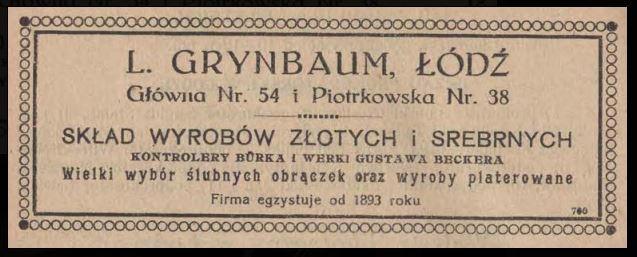 L. GRYNBAUM, ŁÓDŹ
Główna Nr. 54 i Piotrkowska Nr. 38
SKŁAD WYROBÓW ZŁOTYCH i SREBRNYCH
KONTROLERY BÜRKA i WERKI GUSTAWA BECKERA
Wielki wybór ślubnych obrączek oraz wyroby platerowane
Firma egzystuje od 1893 roku